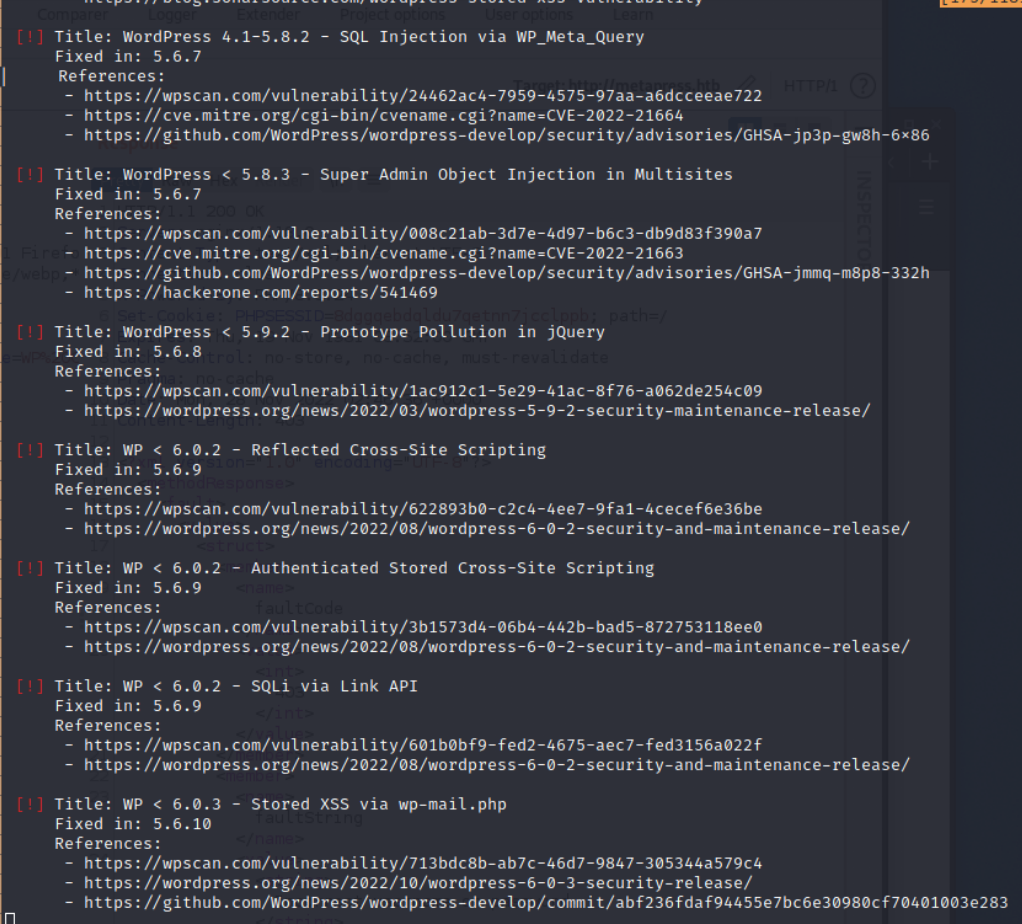 Comparer Logger Extender Project options User options Learn
[!] Title: WordPress 4.1-5.8.2 - SQL Injection via WP_Meta_Query
Fixed in: 5.6.7
References:
Target: http://metapress.htb HTTP/1 ?
- https://wpscan.com/vulnerability/24462ac4-7959-4575-97aa-a6dcceeae722
- https://cve.mitre.org/cgi-bin/cvename.cgi?name=CVE-2022-21664
- https://github.com/WordPress/wordpress-develop/security/advisories/GHSA-jp3p-gw8h-6×86
[!] Title: WordPress < 5.8.3 - Super Admin Object Injection in Multisites
Fixed in: 5.6.7
References:
- https://wpscan.com/vulnerability/008c21ab-3d7e-4d97-b6c3-db9d83f390a7
- https://cve.mitre.org/cgi-bin/cvename.cgi?name=CVE-2022-21663
- https://github.com/WordPress/wordpress-develop/security/advisories/GHSA-jmmq-m8p8-332h
- https://hackerone.com/reports/541469
[!] Title: WordPress < 5.9.2 - Prototype Pollution in jQuery
Fixed in: 5.6.8
References:
- https://wpscan.com/vulnerability/1ac912c1-5e29-41ac-8f76-a062de254c09
- https://wordpress.org/news/2022/03/wordpress-5-9-2-security-maintenance-release/
[!] Title: WP < 6.0.2 - Reflected Cross-Site Scripting
Fixed in: 5.6.9
References:
- https://wpscan.com/vulnerability/622893b0-c2c4-4ee7-9fa1-4cecef6e36be
- https://wordpress.org/news/2022/08/wordpress-6-0-2-security-and-maintenance-release/
[!] Title: WP < 6.0.2 - Authenticated Stored Cross-Site Scripting
Fixed in: 5.6.9
References:
- https://wpscan.com/vulnerability/3b1573d4-06b4-442b-bad5-872753118ee0
- https://wordpress.org/news/2022/08/wordpress-6-0-2-security-and-maintenance-release/
[!] Title: WP < 6.0.2 - SQLi via Link API
Fixed in: 5.6.9
References:
- https://wpscan.com/vulnerability/601b0bf9-fed2-4675-aec7-fed3156a022f
- https://wordpress.org/news/2022/08/wordpress-6-0-2-security-and-maintenance-release/
[!] Title: WP < 6.0.3 - Stored XSS via wp-mail.php
Fixed in: 5.6.10
References:
- https://wpscan.com/vulnerability/713bdc8b-ab7c-46d7-9847-305344a579c4
- https://wordpress.org/news/2022/10/wordpress-6-0-3-security-release/
- https://github.com/WordPress/wordpress-develop/commit/abf236fdaf94455e7bc6e30980cf70401003e283